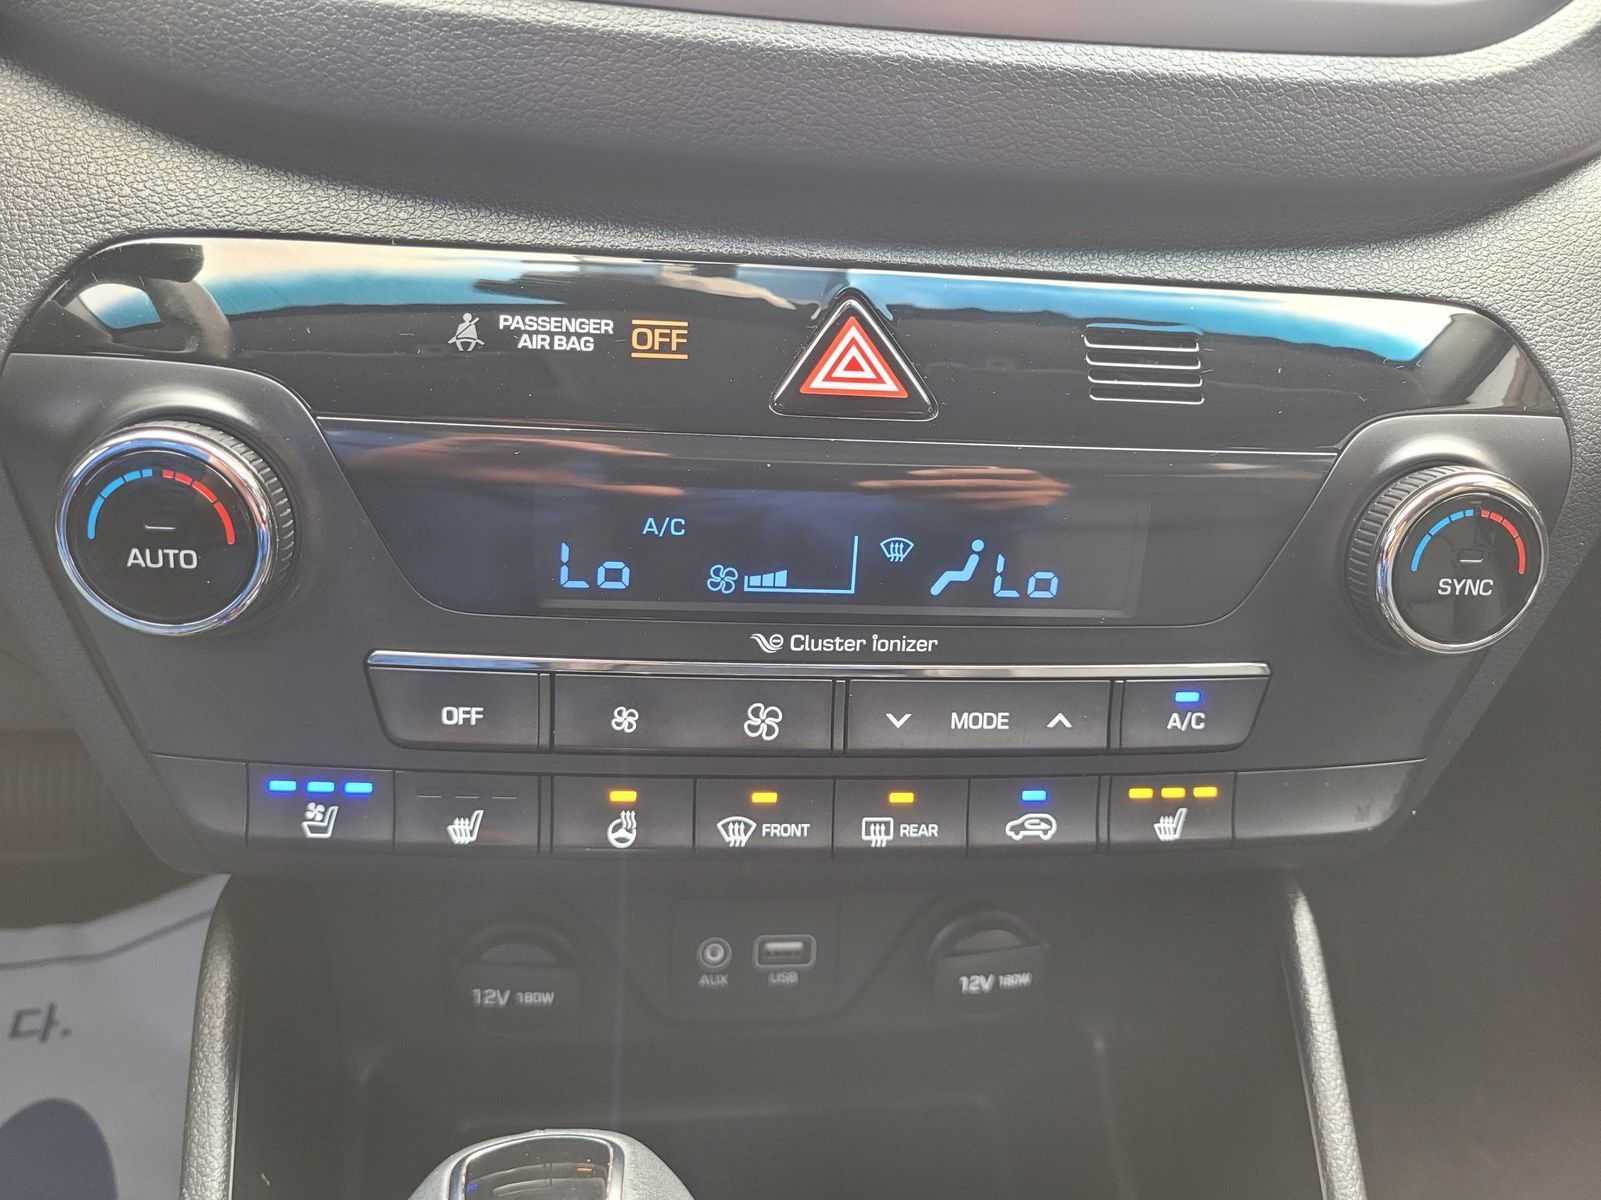 PASSENGER
AIR BAG
OFF
A/C
Lo
Lo
AUTO
SYNC
Cluster ionizer
OFF
MODE
A/C
FRONT
REAR
12V 180W
AUX
USB
12V 180W
다.